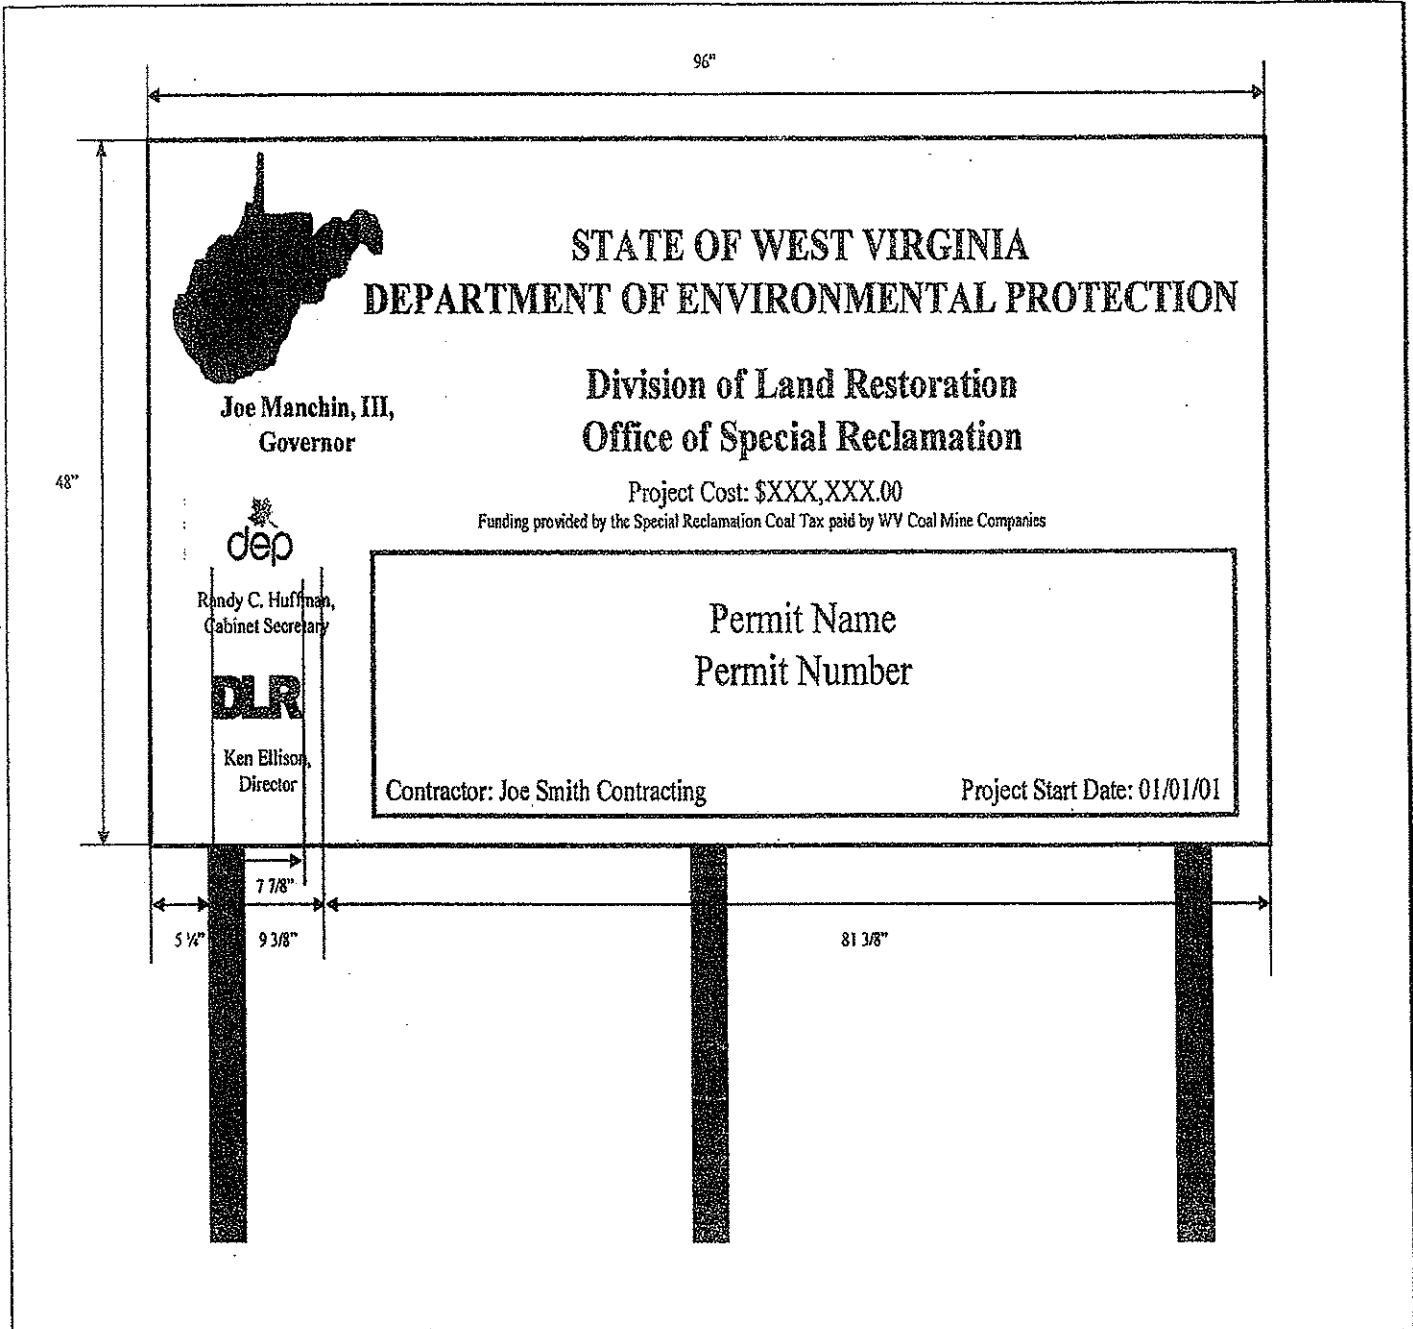 96"
STATE OF WEST VIRGINIA
DEPARTMENT OF ENVIRONMENTAL PROTECTION
Joe Manchin, III,
Governor
Division of Land Restoration
Office of Special Reclamation
48"
Project Cost: $XXX,XXX.00
Funding provided by the Special Reclamation Coal Tax paid by WV Coal Mine Companies
dep
Randy C. Huffman,
Cabinet Secretary
DLR
Ken Ellison,
Director
Permit Name
Permit Number
Contractor: Joe Smith Contracting
Project Start Date: 01/01/01
7 7/8"
5 ¼"
9 3/8"
81 3/8"